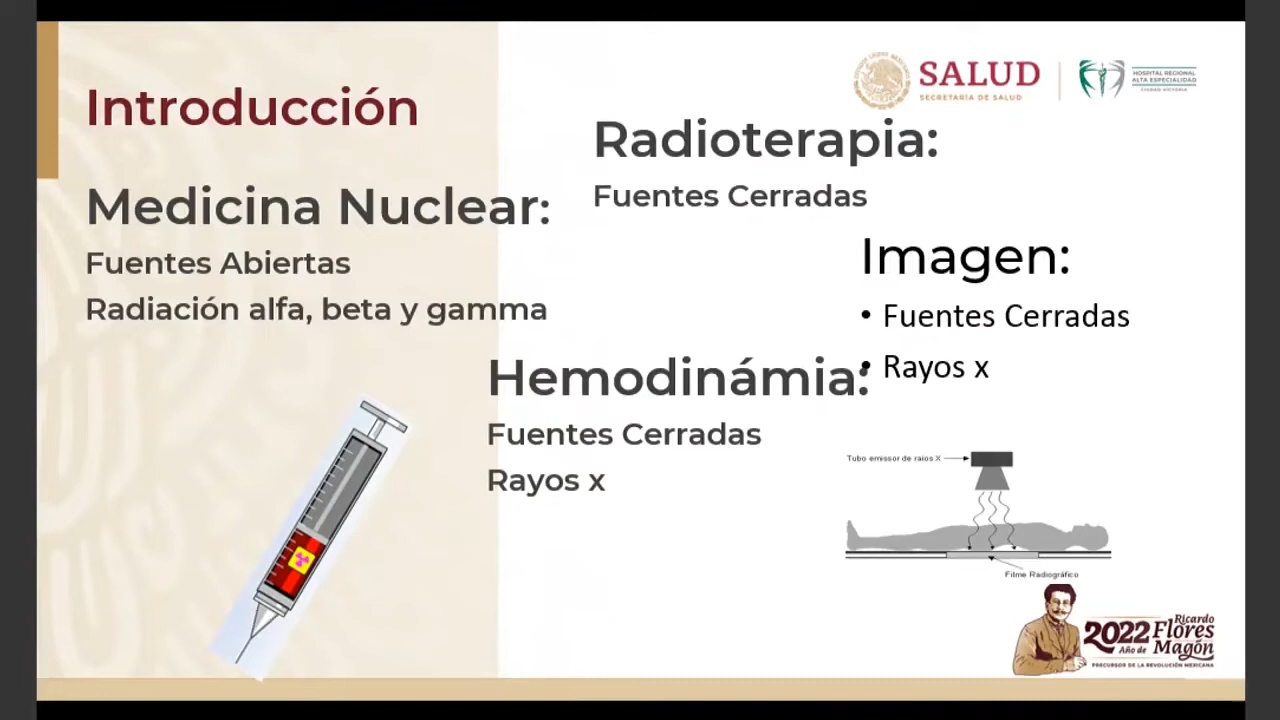 Introducción
SALUD
SECRETARÍA DE SALUD
HOSPITAL REGIONAL
ALTA ESPECIALIDAD
CIUDAD VICTORIA
Medicina Nuclear:
Fuentes Abiertas
Radiación alfa, beta y gamma
Radioterapia:
Fuentes Cerradas
Imagen:
• Fuentes Cerradas
• Rayos x
Hemodinámia:
Fuentes Cerradas
Rayos x
Tubo emissor de raios X
Filme Radiográfico
2022 Ricardo
Flores
Año de Magón
PRECURSOR DE LA REVOLUCIÓN MEXICANA